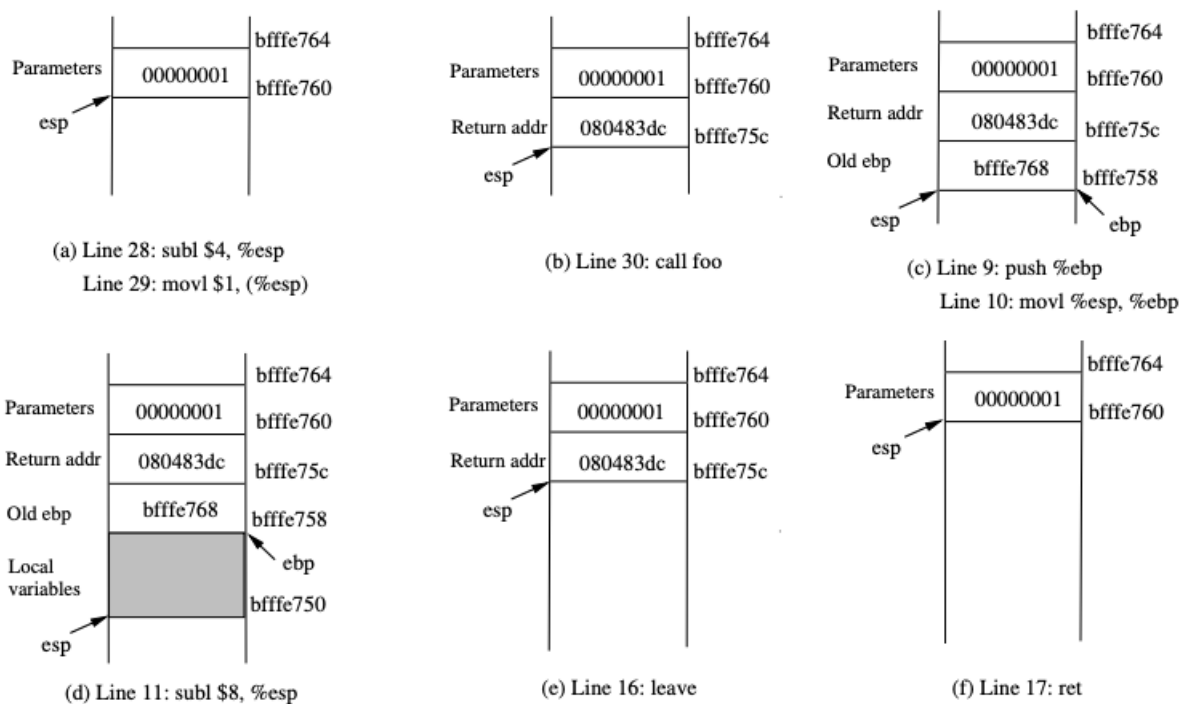 bfffe764
Parameters 00000001
bfffe760
esp
(a) Line 28: subl $4, %esp
Line 29: movl $1, (%esp)
bfffe764
Parameters 00000001
bfffe760
Return addr 080483dc
bfffe75c
esp
(b) Line 30: call foo
bfffe764
Parameters 00000001
bfffe760
Return addr 080483dc
bfffe75c
Old ebp bfffe768
bfffe758
esp
ebp
(c) Line 9: push %ebp
Line 10: movl %esp, %ebp
bfffe764
Parameters 00000001
bfffe760
Return addr 080483dc
bfffe75c
Old ebp bfffe768
bfffe758
ebp
Local
variables
bfffe750
esp
(d) Line 11: subl $8, %esp
bfffe764
Parameters 00000001
bfffe760
Return addr 080483dc
bfffe75c
esp
(e) Line 16: leave
bfffe764
Parameters 00000001
bfffe760
esp
(f) Line 17: ret